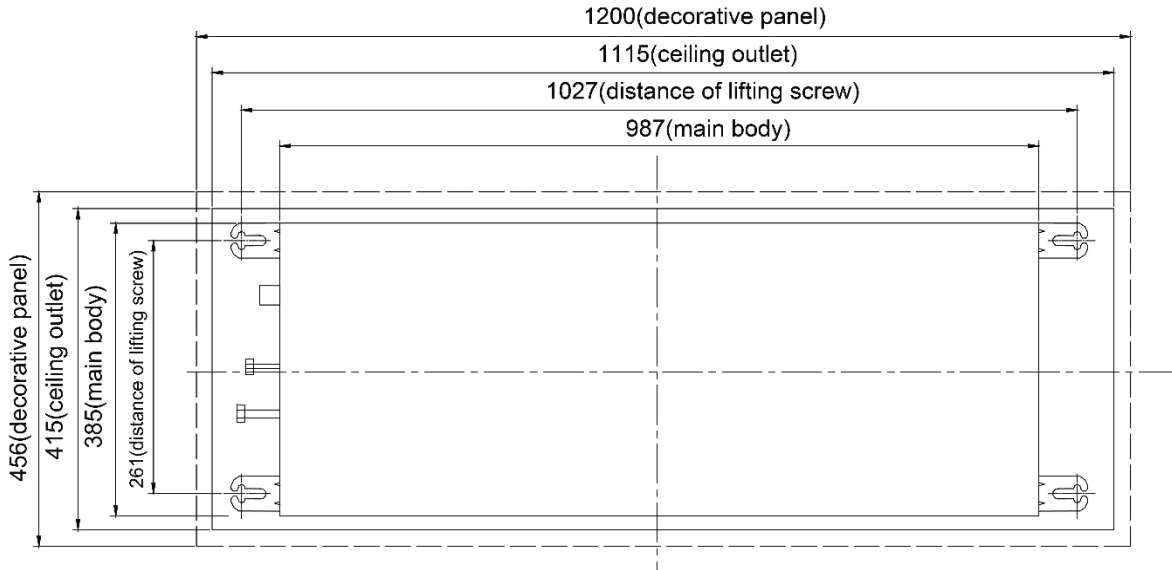 1200(decorative panel)
1115(ceiling outlet)
1027(distance of lifting screw)
987(main body)
456(decorative panel)
415(ceiling outlet)
385(main body)
261(distance of lifting screw)